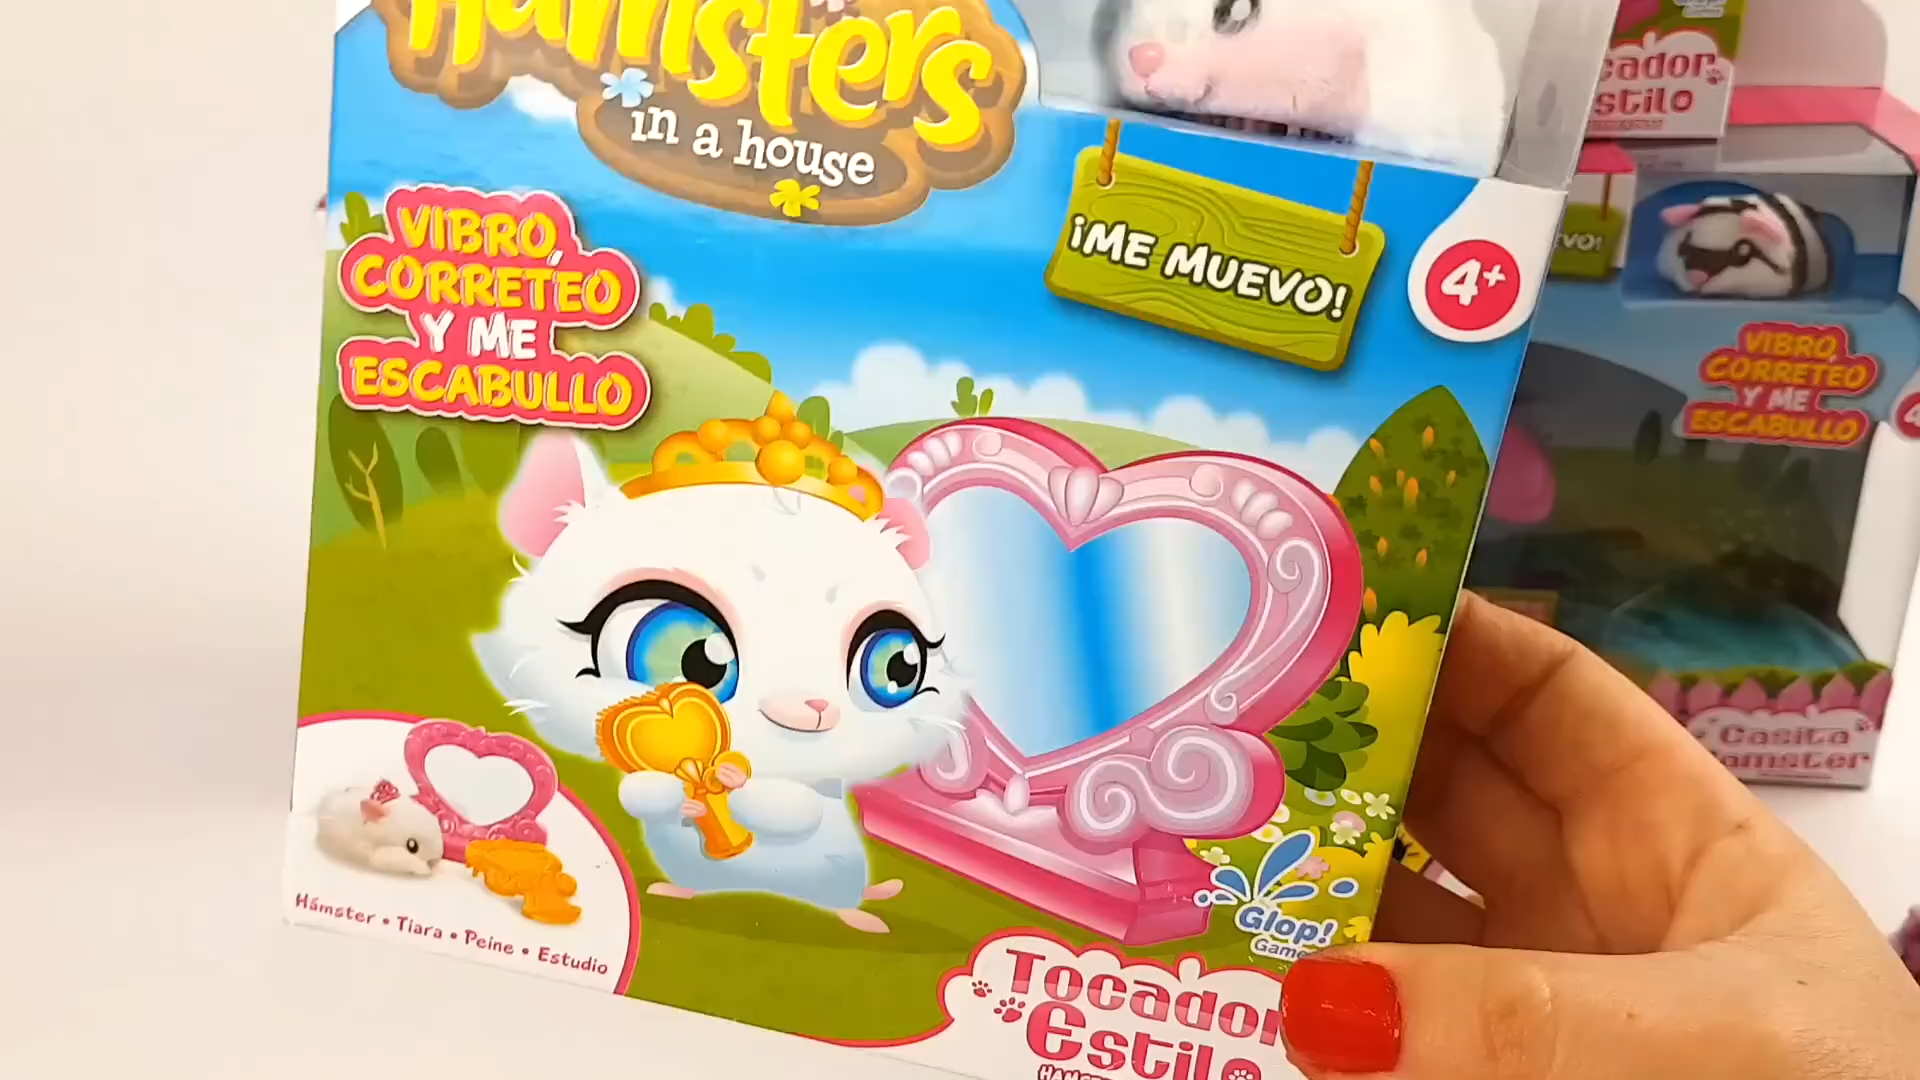 Hamsters
in a house
¡ME MUEVO!
4+
VIBRO,
CORRETEO
Y ME
ESCABULLO
Hámster • Tiara • Peine • Estudio
Glop!
Tocador
Estilo
VIBRO,
CORRETEO
Y ME
ESCABULLO
Casita